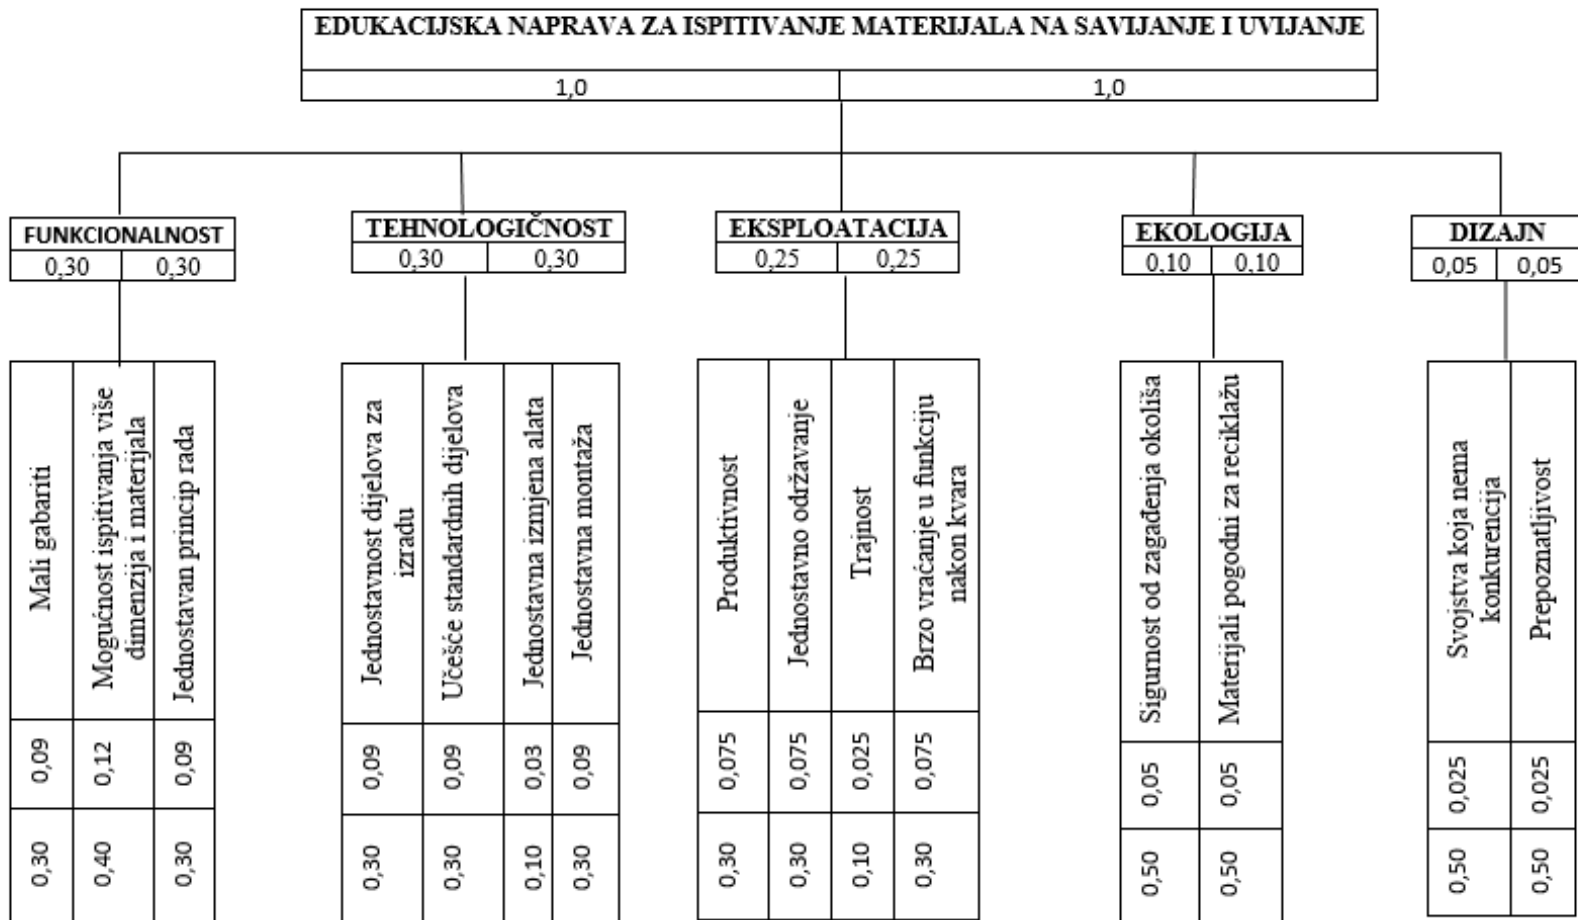 EDUKACIJSKA NAPRAVA ZA ISPITIVANJE MATERIJALA NA SAVIJANJE I UVIJANJE
1,0 1,0
FUNKCIONALNOST
0,30 0,30
Mali gabariti
Mogućnost ispitivanja više
dimenzija i materijala
Jednostavan princip rada
0,09 0,12 0,09
0,30 0,40 0,30
TEHNOLOGIČNOST
0,30 0,30
Jednostavnost dijelova za
izradu
Učešće standardnih dijelova
Jednostavna izmjena alata
Jednostavna montaža
0,09 0,09 0,03 0,09
0,30 0,30 0,10 0,30
EKSPLOATACIJA
0,25 0,25
Produktivnost
Jednostavno održavanje
Trajnost
Brzo vraćanje u funkciju
nakon kvara
0,075 0,075 0,025 0,075
0,30 0,30 0,10 0,30
EKOLOGIJA
0,10 0,10
Sigurnost od zagađenja okoliša
Materijali pogodni za reciklažu
0,05 0,05
0,50 0,50
DIZAJN
0,05 0,05
Svojstva koja nema
konkurencija
Prepoznatljivost
0,025 0,025
0,50 0,50